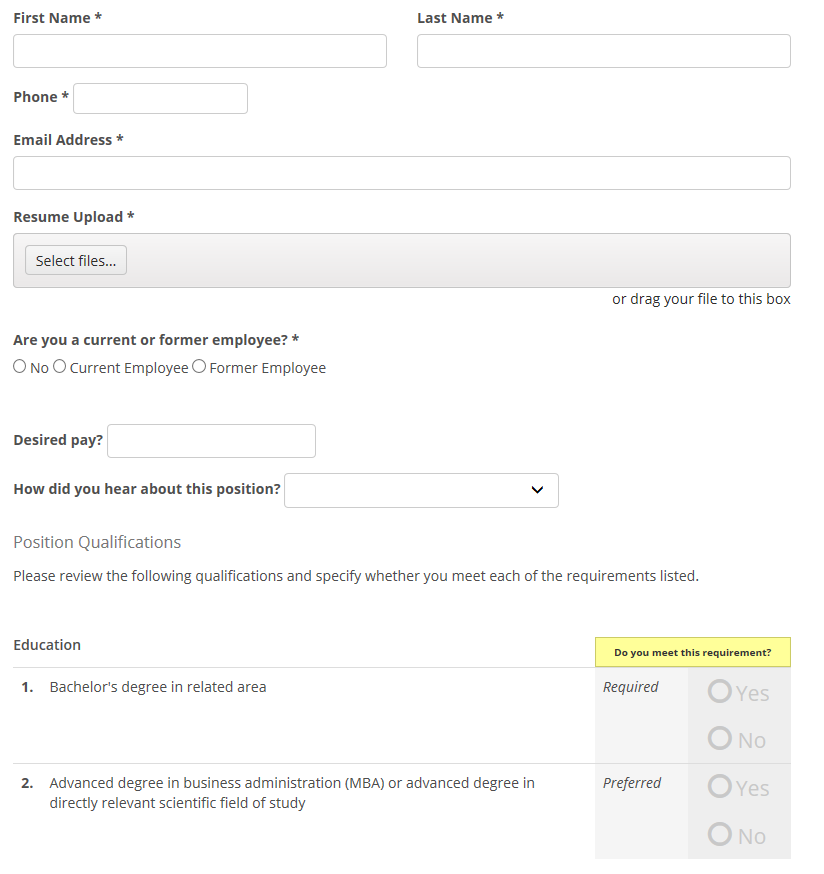 First Name * Last Name *
Phone *
Email Address *
Resume Upload *
Select files...
or drag your file to this box
Are you a current or former employee? *
No Current Employee Former Employee
Desired pay?
How did you hear about this position?
Position Qualifications
Please review the following qualifications and specify whether you meet each of the requirements listed.
Education Do you meet this requirement?
1. Bachelor's degree in related area Required Yes
No
2. Advanced degree in business administration (MBA) or advanced degree in Preferred Yes
directly relevant scientific field of study
No